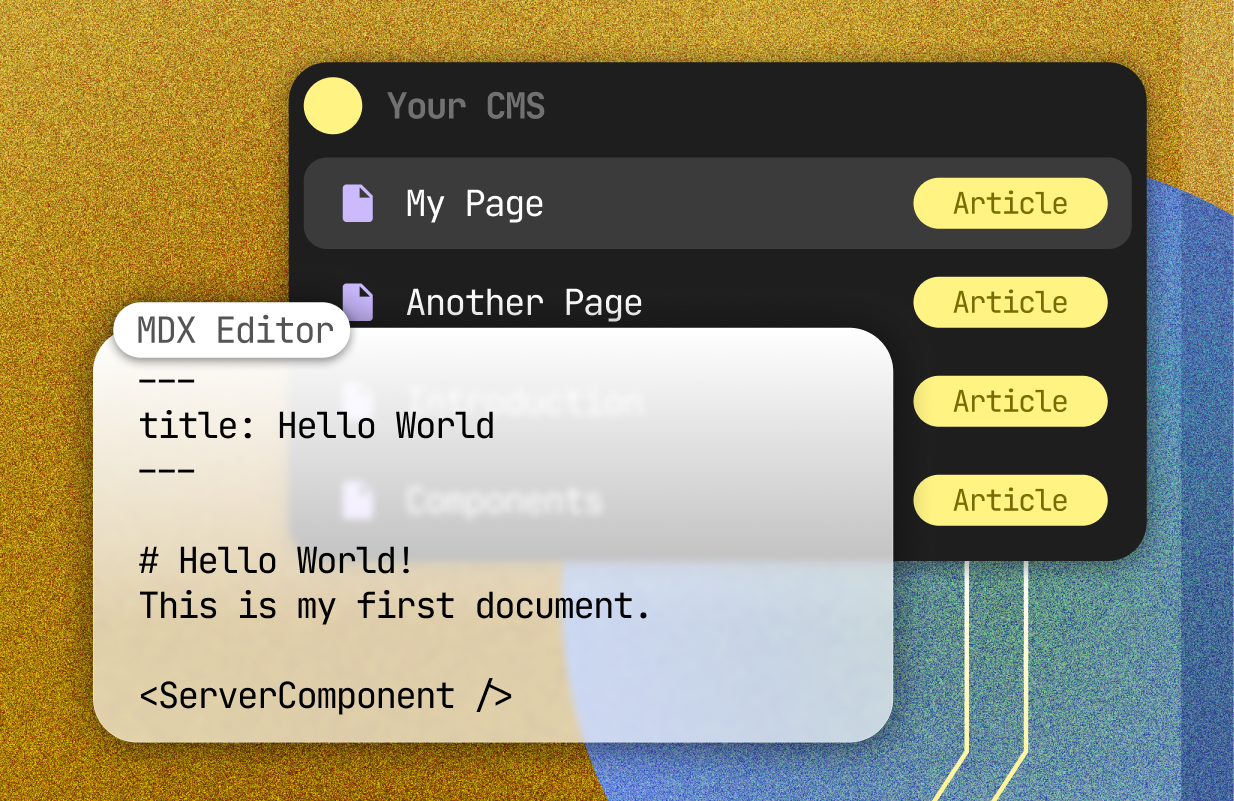 Your CMS
My Page
Article
Another Page
Article
Introduction
Article
Components
Article
MDX Editor
---
title: Hello World
---
# Hello World!
This is my first document.
<ServerComponent />